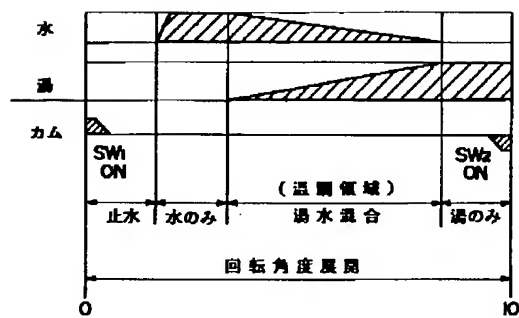 水
湯
カム
SW1
ON
SW2
ON
(温調領域)
止水 水のみ 湯水混合 湯のみ
回転角度展開
0 10